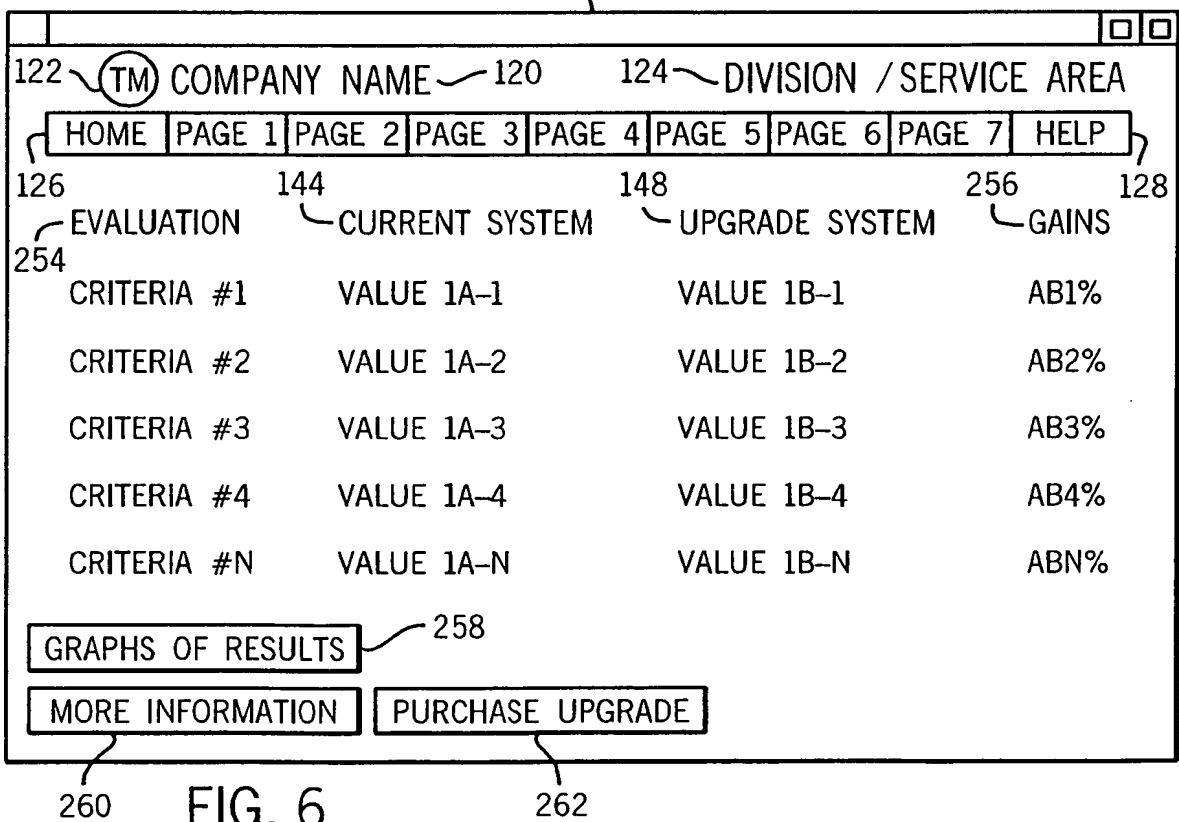 122 TM COMPANY NAME 120 124 DIVISION / SERVICE AREA
HOME PAGE 1 PAGE 2 PAGE 3 PAGE 4 PAGE 5 PAGE 6 PAGE 7 HELP
126 144 148 256 128
EVALUATION CURRENT SYSTEM UPGRADE SYSTEM GAINS
254
CRITERIA #1 VALUE 1A–1 VALUE 1B–1 AB1%
CRITERIA #2 VALUE 1A–2 VALUE 1B–2 AB2%
CRITERIA #3 VALUE 1A–3 VALUE 1B–3 AB3%
CRITERIA #4 VALUE 1A–4 VALUE 1B–4 AB4%
CRITERIA #N VALUE 1A–N VALUE 1B–N ABN%
GRAPHS OF RESULTS 258
MORE INFORMATION PURCHASE UPGRADE
260 FIG. 6 262